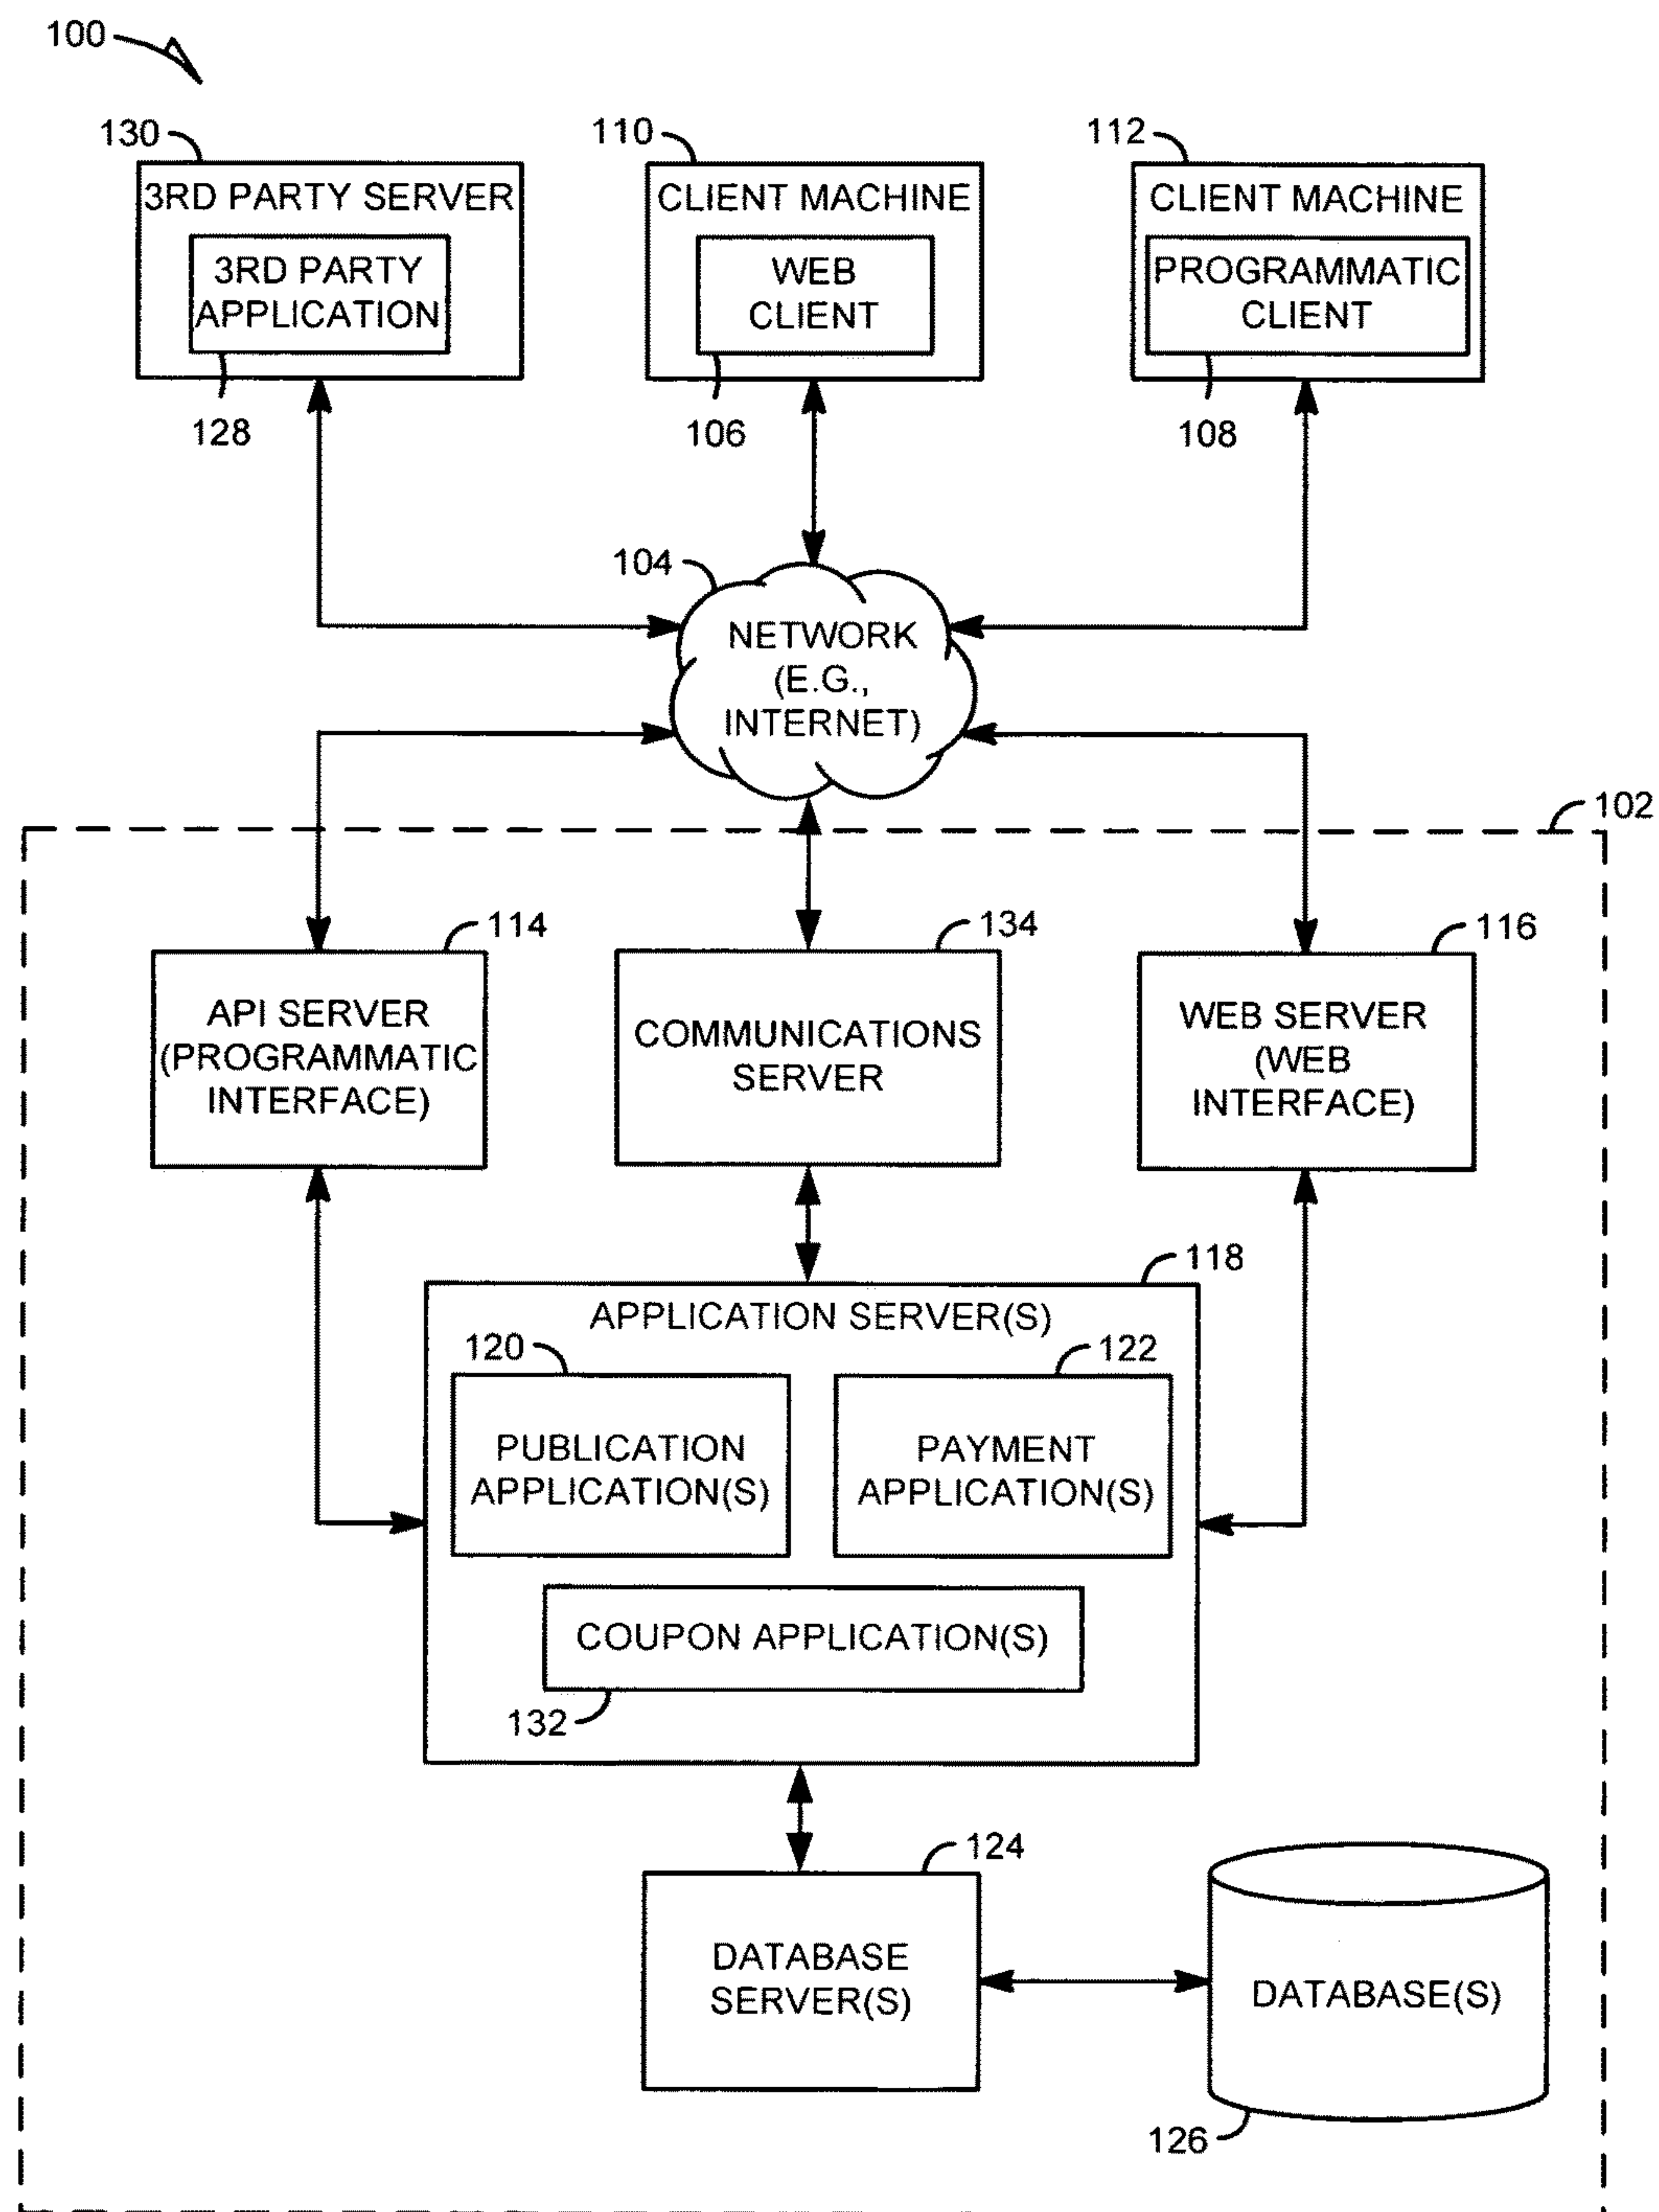 100
130
110
112
3RD PARTY SERVER
3RD PARTY
APPLICATION
128
CLIENT MACHINE
WEB
CLIENT
106
CLIENT MACHINE
PROGRAMMATIC
CLIENT
108
104
NETWORK
(E.G.,
INTERNET)
102
114
134
116
API SERVER
(PROGRAMMATIC
INTERFACE)
COMMUNICATIONS
SERVER
WEB SERVER
(WEB
INTERFACE)
118
APPLICATION SERVER(S)
120
122
PUBLICATION
APPLICATION(S)
PAYMENT
APPLICATION(S)
COUPON APPLICATION(S)
132
124
DATABASE
SERVER(S)
DATABASE(S)
126